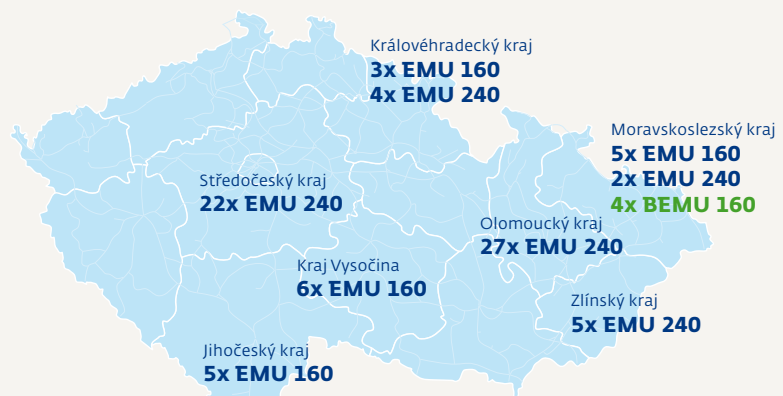 Královéhradecký kraj
3x EMU 160
4x EMU 240
Moravskoslezský kraj
5x EMU 160
2x EMU 240
4x BEMU 160
Středočeský kraj
22x EMU 240
Olomoucký kraj
27x EMU 240
Kraj Vysočina
6x EMU 160
Zlínský kraj
5x EMU 240
Jihočeský kraj
5x EMU 160